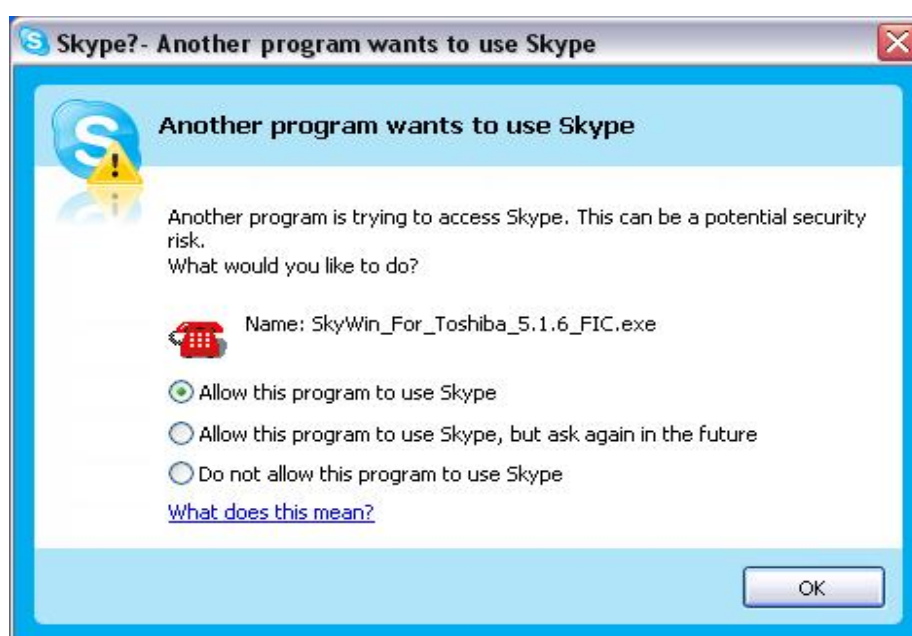 Skype?- Another program wants to use Skype
Another program wants to use Skype
Another program is trying to access Skype. This can be a potential security
risk.
What would you like to do?
Name: SkyWin_For_Toshiba_5.1.6_FIC.exe
Allow this program to use Skype
Allow this program to use Skype, but ask again in the future
Do not allow this program to use Skype
What does this mean?
OK